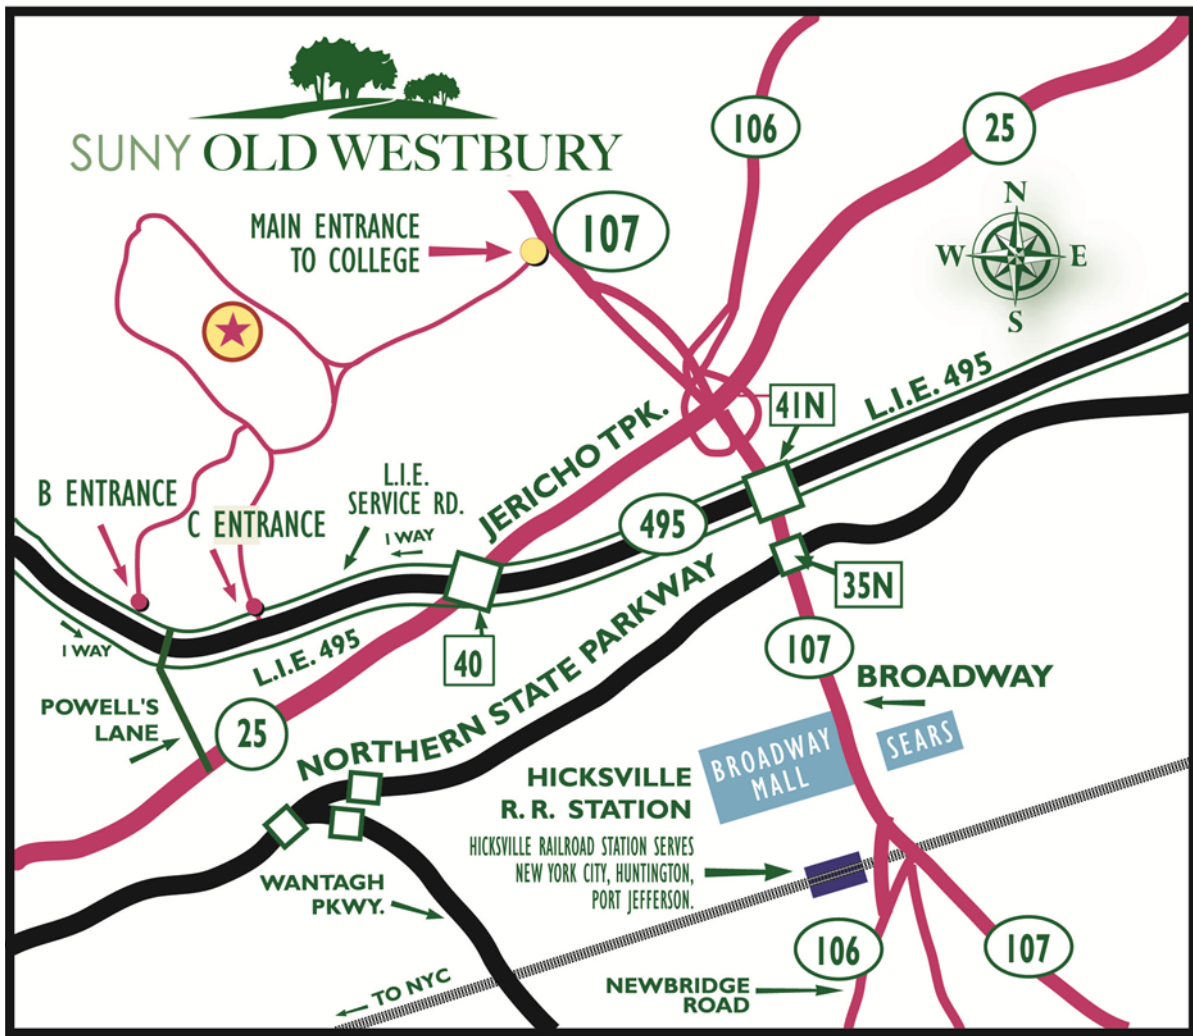 SUNY OLD WESTBURY
106
25
MAIN ENTRANCE
TO COLLEGE
107
N
W E
S
L.I.E. 495
41N
JERICHO TPK.
B ENTRANCE
C ENTRANCE
L.I.E.
SERVICE RD.
1 WAY
495
35N
1 WAY
L.I.E. 495
40
NORTHERN STATE PARKWAY
107
POWELL'S
LANE
25
BROADWAY
BROADWAY
MALL
SEARS
HICKSVILLE
R. R. STATION
HICKSVILLE RAILROAD STATION SERVES
NEW YORK CITY, HUNTINGTON,
PORT JEFFERSON.
WANTAGH
PKWY.
106
107
NEWBRIDGE
ROAD
TO NYC